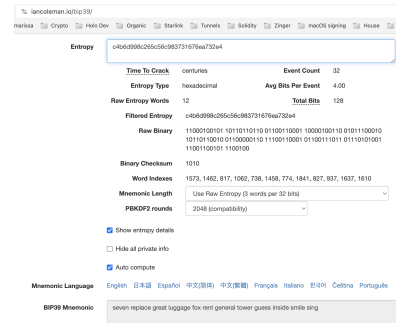 iancoleman.io/bip39/
marissa Crypto Holo Dev Organic Starlink Tunnels Solidity Zinger macOS signing House
Entropy
c4b6d998c265c56c983731676ea732e4
Time To Crack centuries Event Count 32
Entropy Type hexadecimal Avg Bits Per Event 4.00
Raw Entropy Words 12 Total Bits 128
Filtered Entropy c4b6d998c265c56c983731676ea732e4
Raw Binary 11000100101 10110110110 01100110001 10000100110 01011100010
10110110010 01100000110 11100110001 01100111011 01110101001
11001100101 1100100
Binary Checksum 1010
Word Indexes 1573, 1462, 817, 1062, 738, 1458, 774, 1841, 827, 937, 1637, 1610
Mnemonic Length Use Raw Entropy (3 words per 32 bits)
PBKDF2 rounds 2048 (compatibility)
Show entropy details
Hide all private info
Auto compute
Mnemonic Language English 日本語 Español 中文(简体) 中文(繁體) Français Italiano 한국어 Čeština Português
BIP39 Mnemonic seven replace great luggage fox rent general tower guess inside smile sing